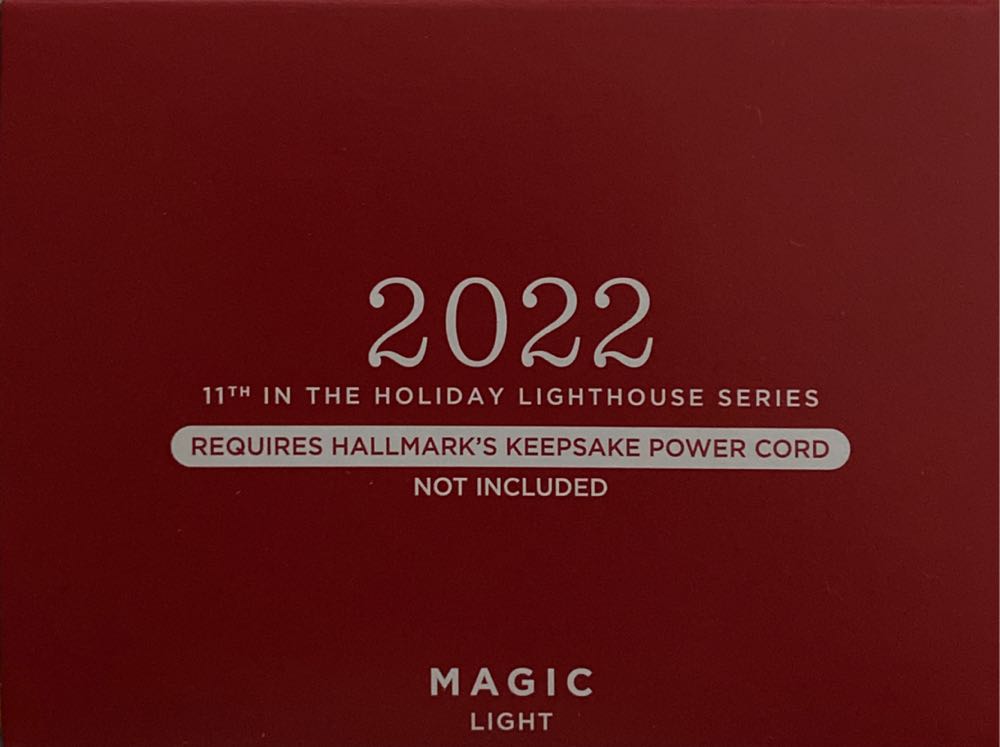 2022
11TH IN THE HOLIDAY LIGHTHOUSE SERIES
REQUIRES HALLMARK'S KEEPSAKE POWER CORD
NOT INCLUDED
MAGIC
LIGHT